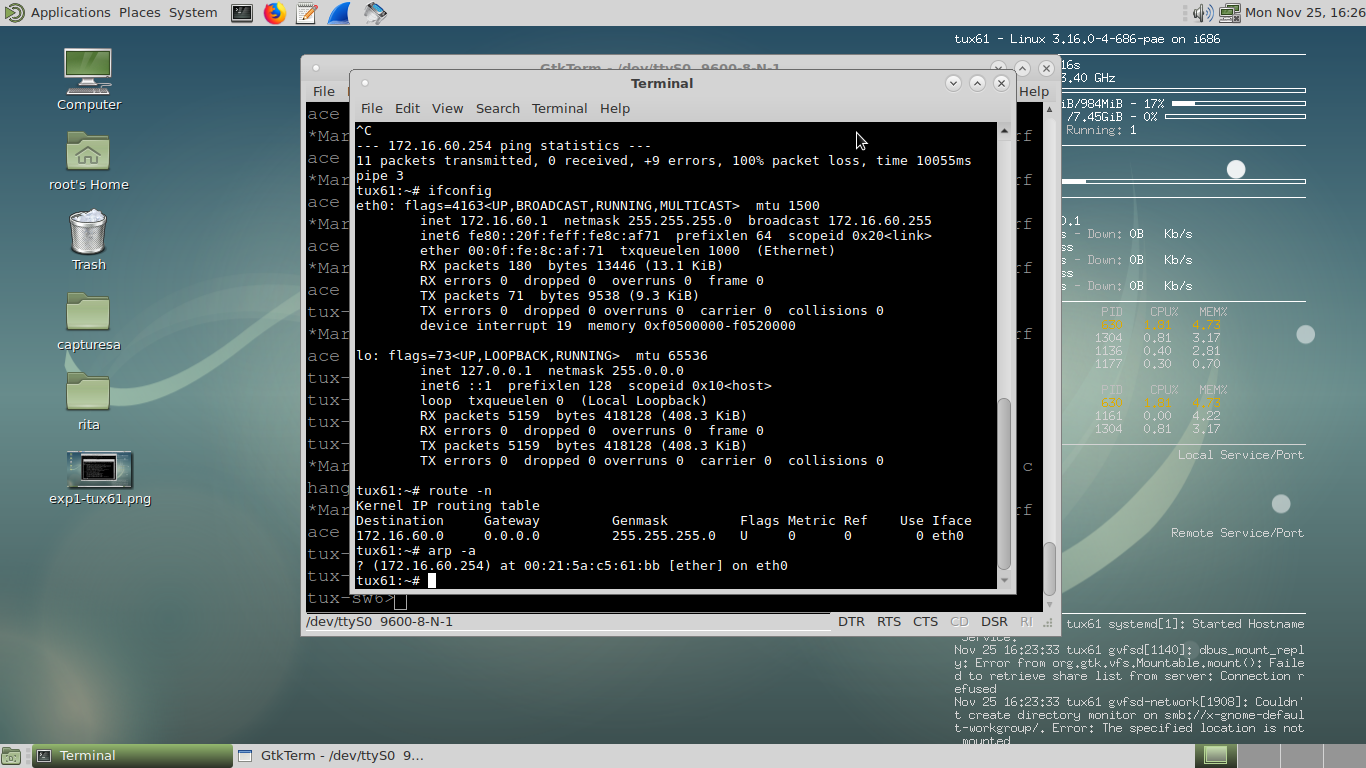 Applications Places System
Mon Nov 25, 16:26
Computer
root's Home
Trash
capturesa
rita
exp1-tux61.png
GtkTerm - /dev/ttyS0 9600-8-N-1
File
Help
Terminal
File Edit View Search Terminal Help
^C
--- 172.16.60.254 ping statistics ---
11 packets transmitted, 0 received, +9 errors, 100% packet loss, time 10055ms
pipe 3
tux61:~# ifconfig
eth0: flags=4163<UP,BROADCAST,RUNNING,MULTICAST> mtu 1500
inet 172.16.60.1 netmask 255.255.255.0 broadcast 172.16.60.255
inet6 fe80::20f:feff:fe8c:af71 prefixlen 64 scopeid 0x20<link>
ether 00:0f:fe:8c:af:71 txqueuelen 1000 (Ethernet)
RX packets 180 bytes 13446 (13.1 KiB)
RX errors 0 dropped 0 overruns 0 frame 0
TX packets 71 bytes 9538 (9.3 KiB)
TX errors 0 dropped 0 overruns 0 carrier 0 collisions 0
device interrupt 19 memory 0xf0500000-f0520000
lo: flags=73<UP,LOOPBACK,RUNNING> mtu 65536
inet 127.0.0.1 netmask 255.0.0.0
inet6 ::1 prefixlen 128 scopeid 0x10<host>
loop txqueuelen 0 (Local Loopback)
RX packets 5159 bytes 418128 (408.3 KiB)
RX errors 0 dropped 0 overruns 0 frame 0
TX packets 5159 bytes 418128 (408.3 KiB)
TX errors 0 dropped 0 overruns 0 carrier 0 collisions 0
tux61:~# route -n
Kernel IP routing table
Destination Gateway Genmask Flags Metric Ref Use Iface
172.16.60.0 0.0.0.0 255.255.255.0 U 0 0 0 eth0
tux61:~# arp -a
? (172.16.60.254) at 00:21:5a:c5:61:bb [ether] on eth0
tux61:~#
ace
*Mar
ff
ace
*Mar
ff
ace
*Mar
ff
ace
*Mar
ff
ace
tux-
*Mar
ff
ace
tux-
tux-
tux-
tux-
*Mar
c
hang
*Mar
ff
ace
tux-
tux-
tux-sw6>
/dev/ttyS0 9600-8-N-1
DTR RTS CTS CD DSR RI
tux61 - Linux 3.16.0-4-686-pae on i686
16s
3.40 GHz
iB/984MiB - 17%
/7.45GiB - 0%
Running: 1
0.1
- Down: 0B Kb/s
ss
- Down: 0B Kb/s
ss
- Down: 0B Kb/s
PID CPU% MEM%
650 1.81 4.73
1304 0.81 3.17
1136 0.40 2.81
1177 0.30 0.70
PID CPU% MEM%
650 1.81 4.73
1161 0.00 4.22
1304 0.81 3.17
Local Service/Port
Remote Service/Port
tux61 systemd[1]: Started Hostname
Service.
Nov 25 16:23:33 tux61 gvfsd[1140]: dbus_mount_repl
y: Error from org.gtk.vfs.Mountable.mount(): Faile
d to retrieve share list from server: Connection r
efused
Nov 25 16:23:33 tux61 gvfsd-network[1908]: Couldn'
t create directory monitor on smb://x-gnome-defaul
t-workgroup/. Error: The specified location is not
mounted
Terminal
GtkTerm - /dev/ttyS0 9...